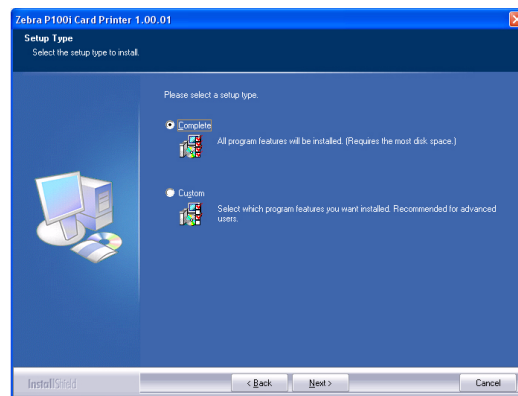 Zebra P100i Card Printer 1.00.01
Setup Type
Select the setup type to install.
Please select a setup type.
Complete
All program features will be installed. (Requires the most disk space.)
Custom
Select which program features you want installed. Recommended for advanced
users.
InstallShield
< Back
Next >
Cancel